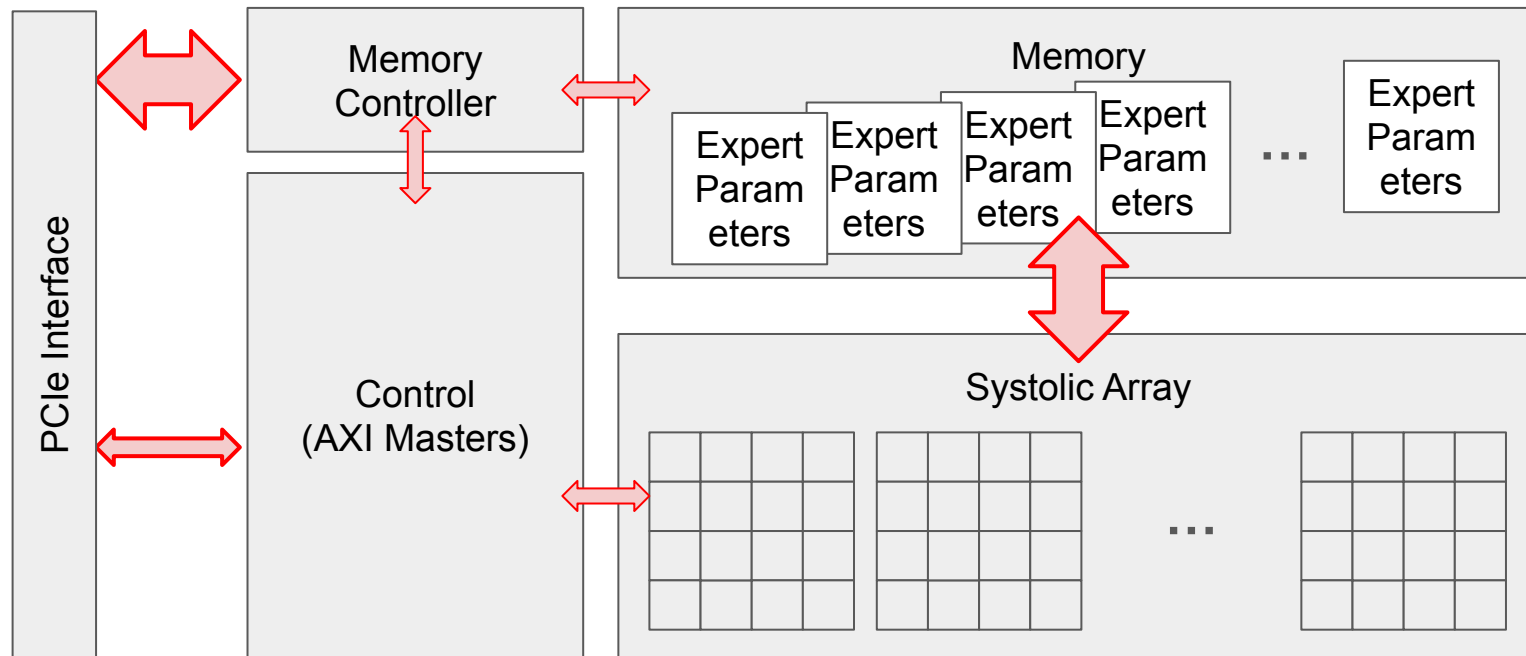 PCIe Interface
Memory
Controller
Control
(AXI Masters)
Memory
Expert
Param
eters
Expert
Param
eters
Expert
Param
eters
Expert
Param
eters
...
Expert
Param
eters
Systolic Array
...